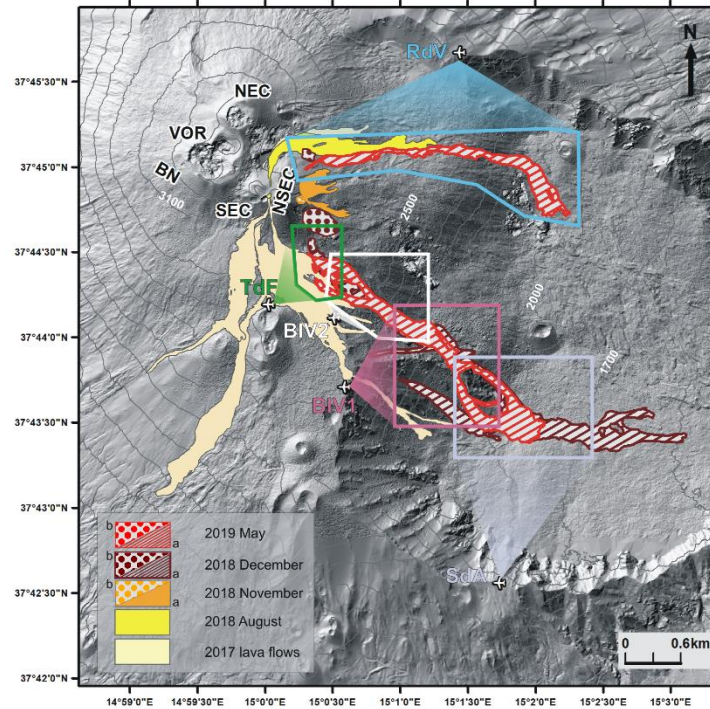 RdV
N
37°45'30"N
NEC
VOR
37°45'0"N
BN
3100
SEC
NSEC
2500
37°44'30"N
TdF
2000
37°44'0"N
BIV2
1700
BIV1
37°43'30"N
37°43'0"N
b
a
2019 May
b
a
2018 December
SdA
37°42'30"N
b
a
2018 November
2018 August
0.6km
0
2017 lava flows
37°42'0"N
14°59'0"E 14°59'30"E 15°0'0"E 15°0'30"E 15°1'0"E 15°1'30"E 15°2'0"E 15°2'30"E 15°3'0"E